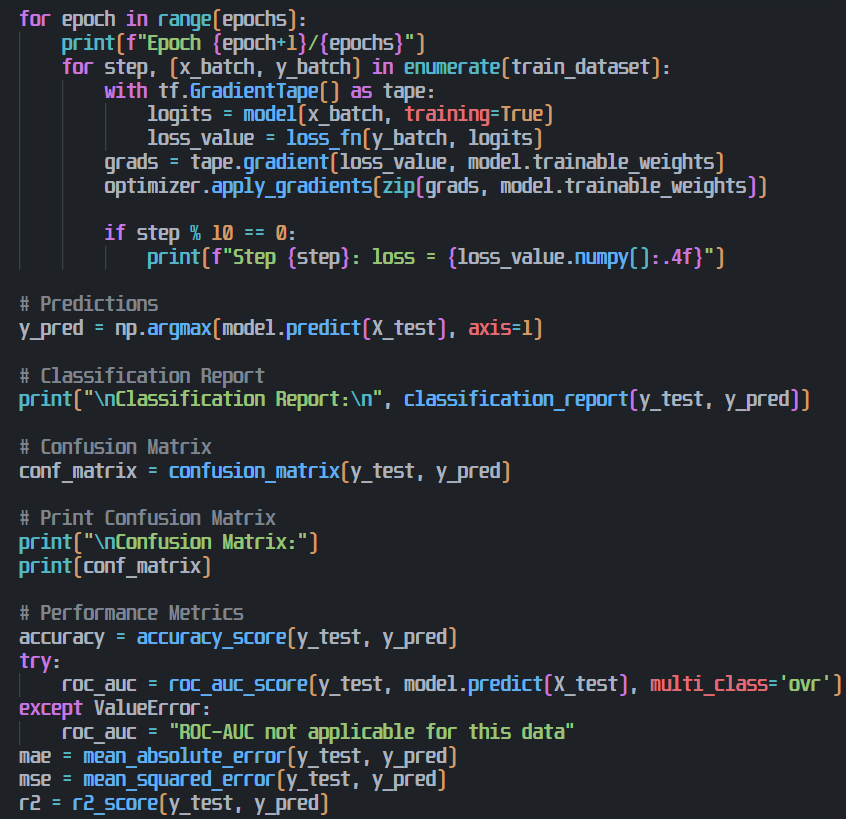 for epoch in range(epochs):
    print(f"Epoch {epoch+1}/{epochs}")
    for step, (x_batch, y_batch) in enumerate(train_dataset):
        with tf.GradientTape() as tape:
            logits = model(x_batch, training=True)
            loss_value = loss_fn(y_batch, logits)
        grads = tape.gradient(loss_value, model.trainable_weights)
        optimizer.apply_gradients(zip(grads, model.trainable_weights))

        if step % 10 == 0:
            print(f"Step {step}: loss = {loss_value.numpy():.4f}")

# Predictions
y_pred = np.argmax(model.predict(X_test), axis=1)

# Classification Report
print("\nClassification Report:\n", classification_report(y_test, y_pred))

# Confusion Matrix
conf_matrix = confusion_matrix(y_test, y_pred)

# Print Confusion Matrix
print("\nConfusion Matrix:")
print(conf_matrix)

# Performance Metrics
accuracy = accuracy_score(y_test, y_pred)
try:
    roc_auc = roc_auc_score(y_test, model.predict(X_test), multi_class='ovr')
except ValueError:
    roc_auc = "ROC-AUC not applicable for this data"
mae = mean_absolute_error(y_test, y_pred)
mse = mean_squared_error(y_test, y_pred)
r2 = r2_score(y_test, y_pred)